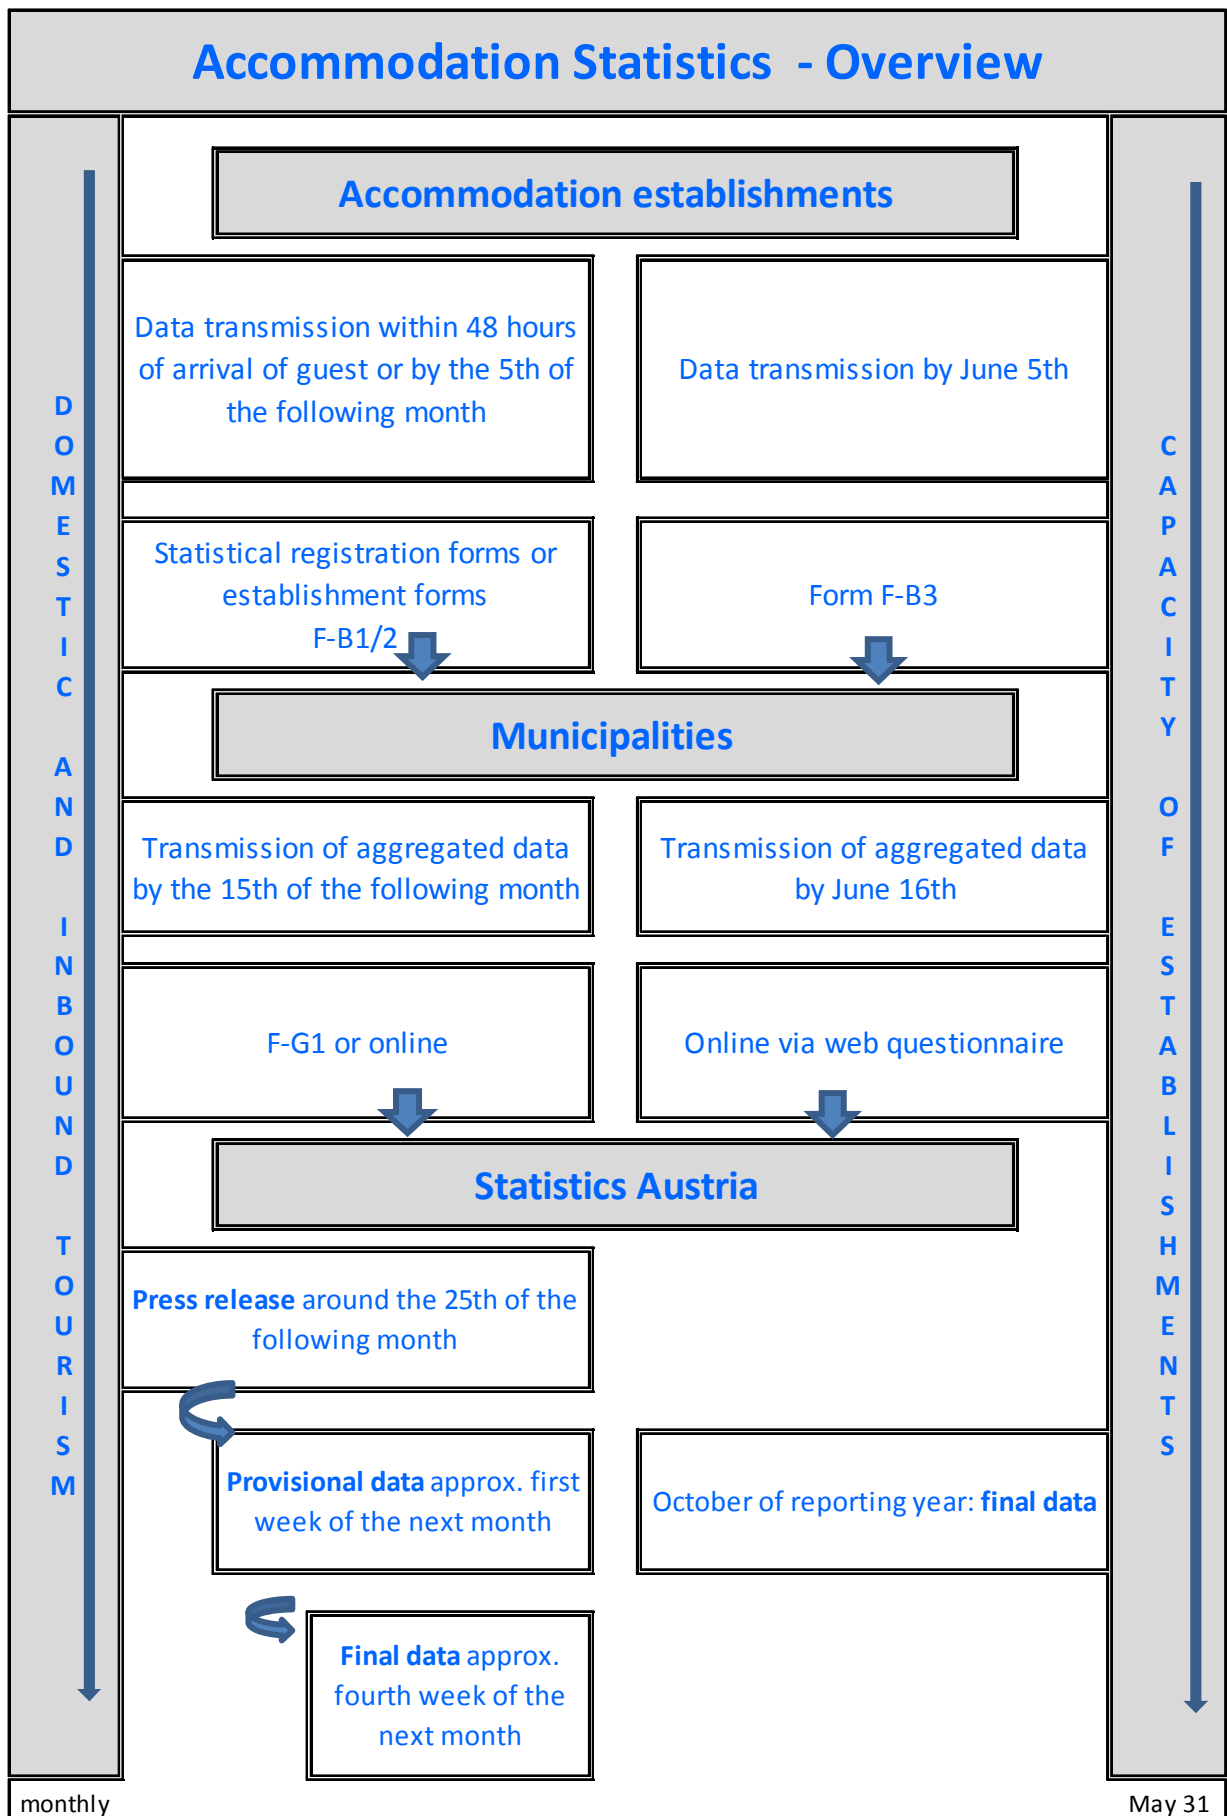 Accommodation Statistics - Overview
DOMESTIC AND INBOUND TOURISM
Accommodation establishments
Data transmission within 48 hours
of arrival of guest or by the 5th of
the following month
Data transmission by June 5th
Statistical registration forms or
establishment forms
F-B1/2
Form F-B3
Municipalities
Transmission of aggregated data
by the 15th of the following month
Transmission of aggregated data
by June 16th
F-G1 or online
Online via web questionnaire
Statistics Austria
Press release around the 25th of the
following month
Provisional data approx. first
week of the next month
October of reporting year: final data
Final data approx.
fourth week of the
next month
CAPACITY OF ESTABLISHMENTS
monthly
May 31